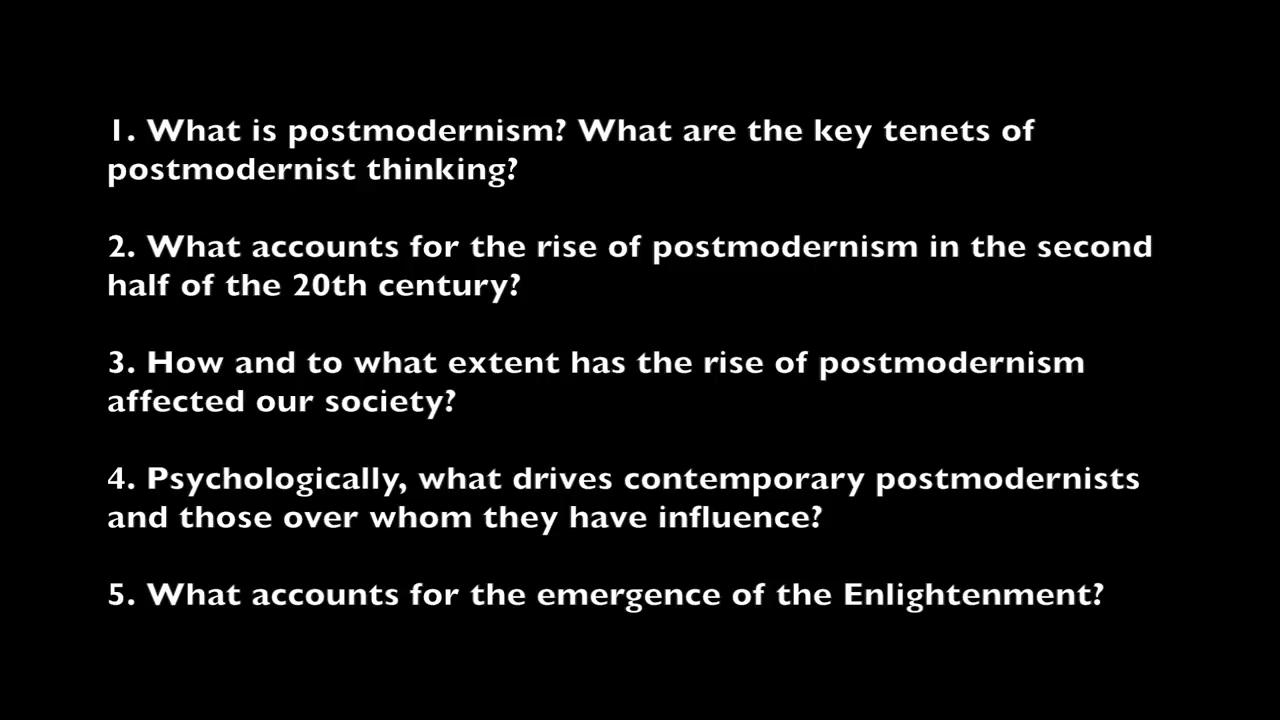 1. What is postmodernism? What are the key tenets of
postmodernist thinking?
2. What accounts for the rise of postmodernism in the second
half of the 20th century?
3. How and to what extent has the rise of postmodernism
affected our society?
4. Psychologically, what drives contemporary postmodernists
and those over whom they have influence?
5. What accounts for the emergence of the Enlightenment?